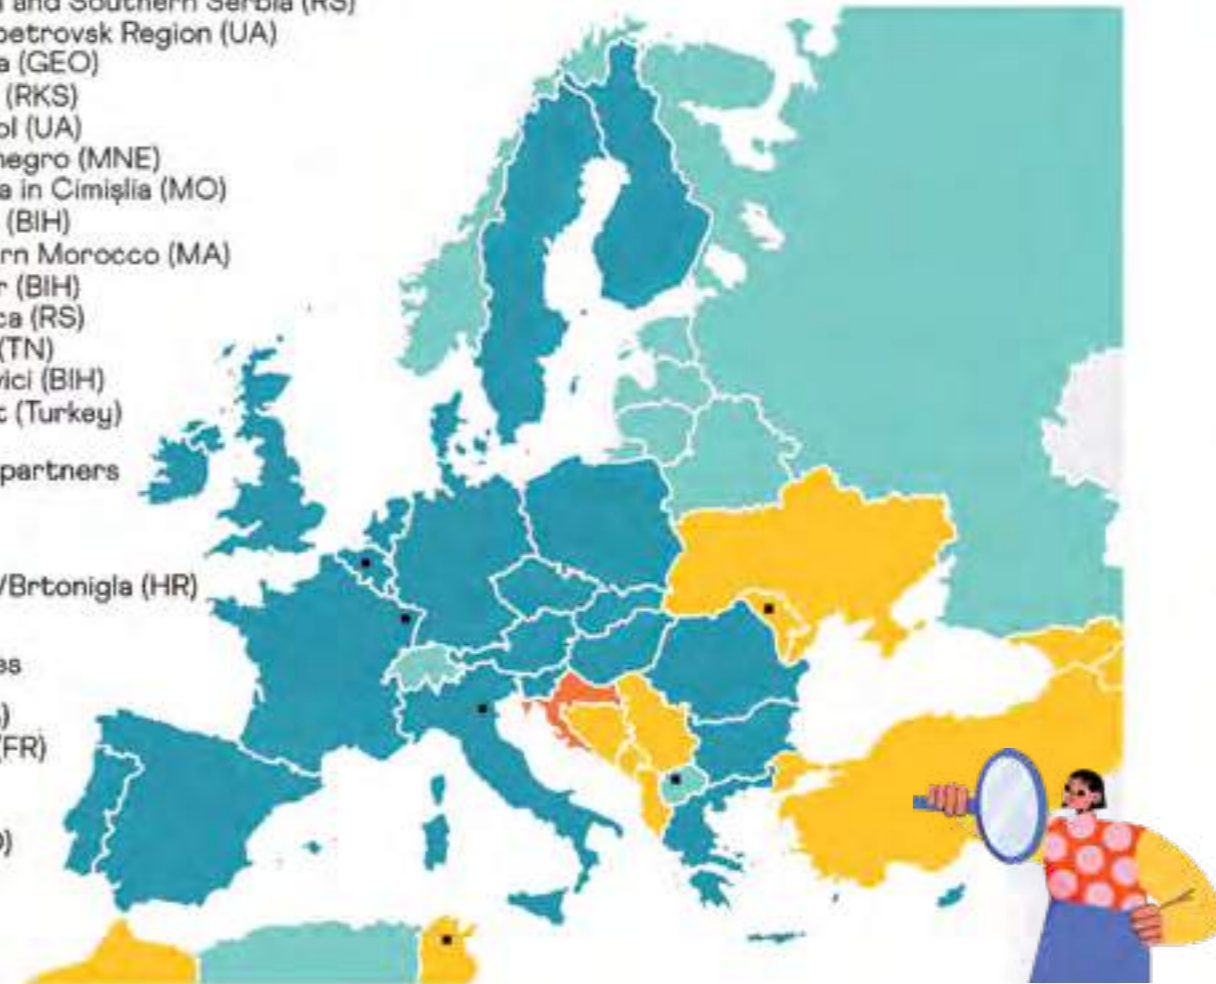 and Southern Serbia (RS)
petrovsk Region (UA)
a (GEO)
(RKS)
ol (UA)
negro (MNE)
a in Cimişlia (MO)
(BIH)
rn Morocco (MA)
r (BIH)
ca (RS)
(TN)
vici (BIH)
t (Turkey)
partners
/Brtonigla (HR)
es
)
(FR)
)